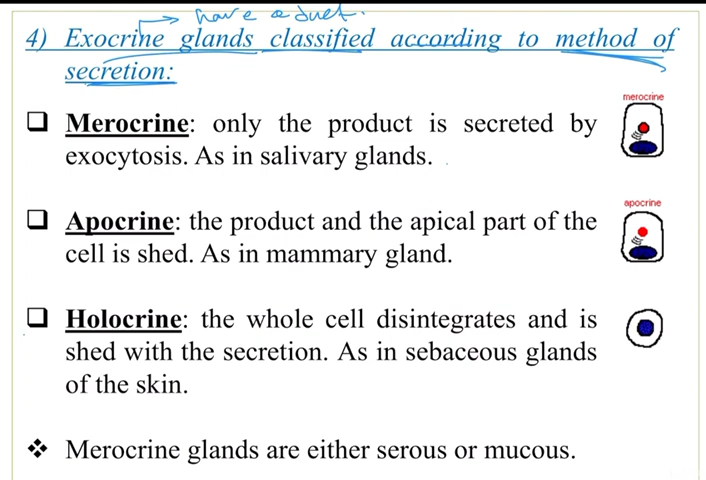 have a duct.
4) Exocrine glands classified according to method of
secretion:
merocrine
❑ Merocrine: only the product is secreted by
exocytosis. As in salivary glands.
apocrine
❑ Apocrine: the product and the apical part of the
cell is shed. As in mammary gland.
❑ Holocrine: the whole cell disintegrates and is
shed with the secretion. As in sebaceous glands
of the skin.
❖ Merocrine glands are either serous or mucous.